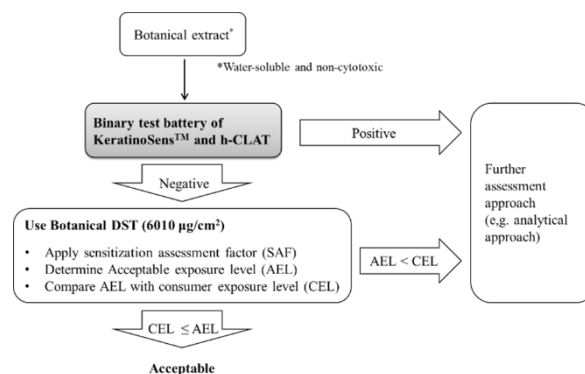 Botanical extract*
*Water-soluble and non-cytotoxic
Binary test battery of
KeratinoSens™ and h-CLAT
Positive
Further
assessment
approach
(e,g. analytical
approach)
Negative
Use Botanical DST (6010 µg/cm²)
• Apply sensitization assessment factor (SAF)
• Determine Acceptable exposure level (AEL)
• Compare AEL with consumer exposure level (CEL)
AEL < CEL
CEL ≤ AEL
Acceptable